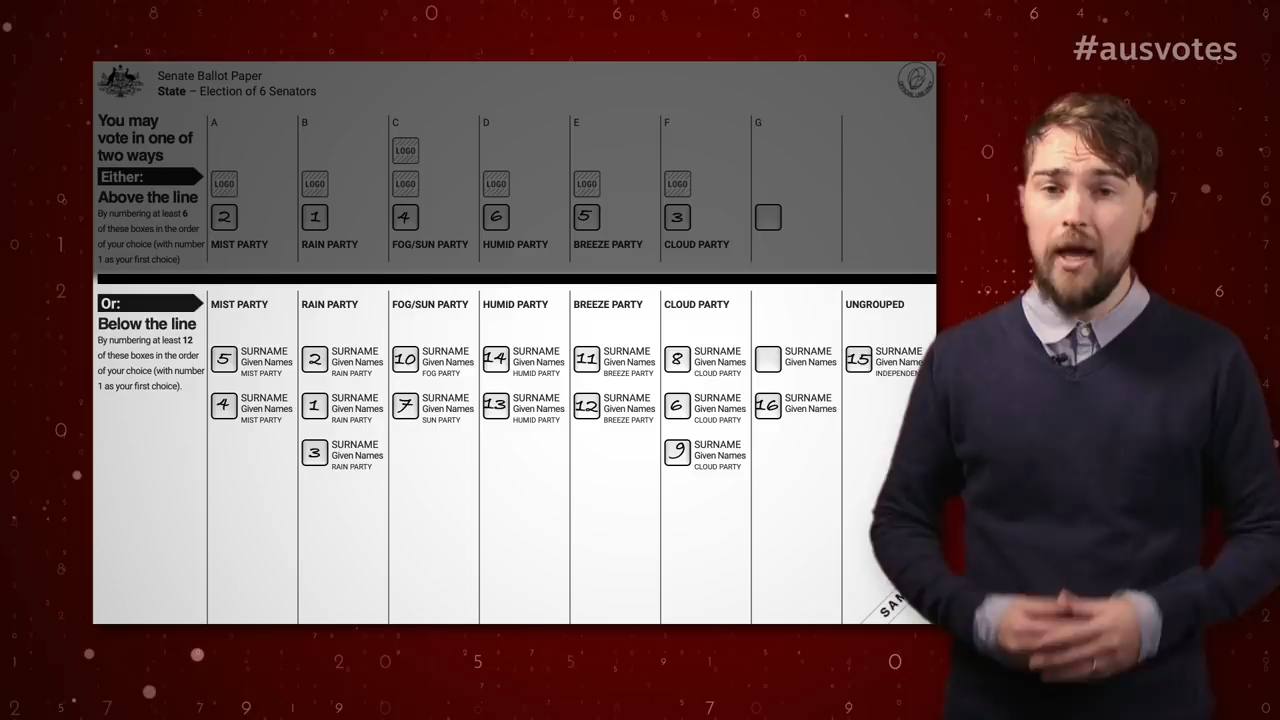 #ausvotes
Senate Ballot Paper
State – Election of 6 Senators
You may
vote in one of
two ways
Either:
Above the line
By numbering at least 6
of these boxes in the order
of your choice (with number
1 as your first choice)
A B C D E F G
LOGO
LOGO LOGO LOGO LOGO LOGO LOGO
2 1 4 6 5 3
MIST PARTY RAIN PARTY FOG/SUN PARTY HUMID PARTY BREEZE PARTY CLOUD PARTY
Or:
Below the line
By numbering at least 12
of these boxes in the order
of your choice (with number
1 as your first choice).
MIST PARTY
5 SURNAME
Given Names
MIST PARTY
4 SURNAME
Given Names
MIST PARTY
RAIN PARTY
2 SURNAME
Given Names
RAIN PARTY
1 SURNAME
Given Names
RAIN PARTY
3 SURNAME
Given Names
RAIN PARTY
FOG/SUN PARTY
10 SURNAME
Given Names
FOG PARTY
7 SURNAME
Given Names
SUN PARTY
HUMID PARTY
14 SURNAME
Given Names
HUMID PARTY
13 SURNAME
Given Names
HUMID PARTY
BREEZE PARTY
11 SURNAME
Given Names
BREEZE PARTY
12 SURNAME
Given Names
BREEZE PARTY
CLOUD PARTY
8 SURNAME
Given Names
CLOUD PARTY
6 SURNAME
Given Names
CLOUD PARTY
9 SURNAME
Given Names
CLOUD PARTY
SURNAME
Given Names
16 SURNAME
Given Names
UNGROUPED
15 SURNAME
Given Names